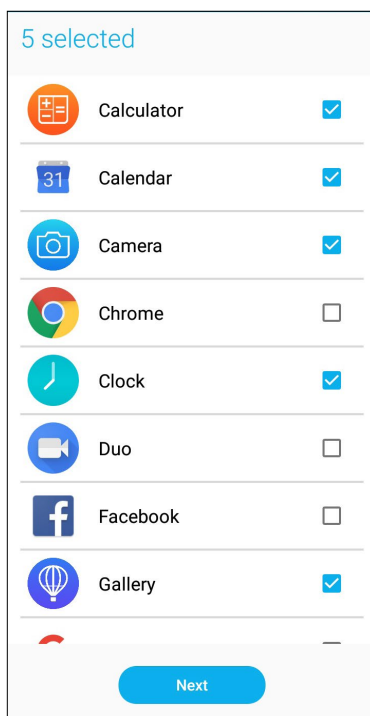 5 selected
Calculator
31
Calendar
Camera
Chrome
Clock
Duo
Facebook
Gallery
Next